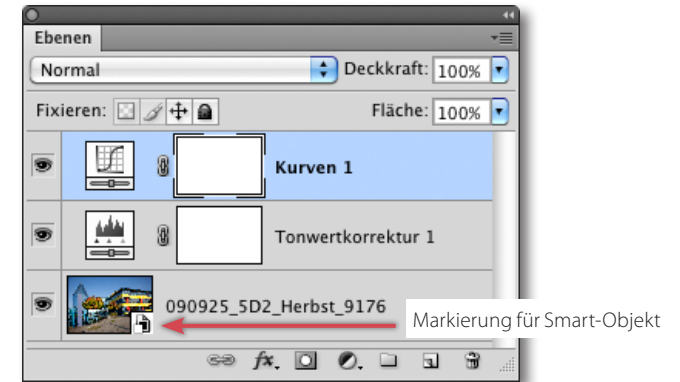 Ebenen
Normal Deckkraft: 100%
Fixieren: Fläche: 100%
Kurven 1
Tonwertkorrektur 1
090925_5D2_Herbst_9176
Markierung für Smart-Objekt
fx.